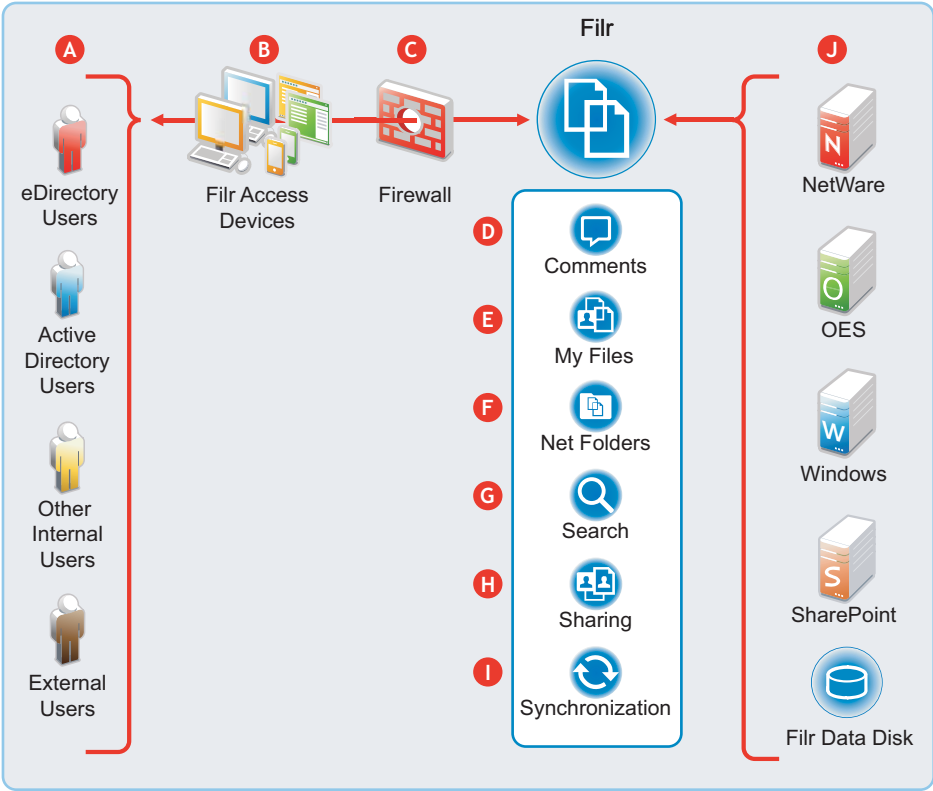 Filr
A
B
C
J
eDirectory
Users
Active
Directory
Users
Other
Internal
Users
External
Users
Filr Access
Devices
Firewall
D
Comments
E
My Files
F
Net Folders
G
Search
H
Sharing
I
Synchronization
N
NetWare
O
OES
W
Windows
S
SharePoint
Filr Data Disk